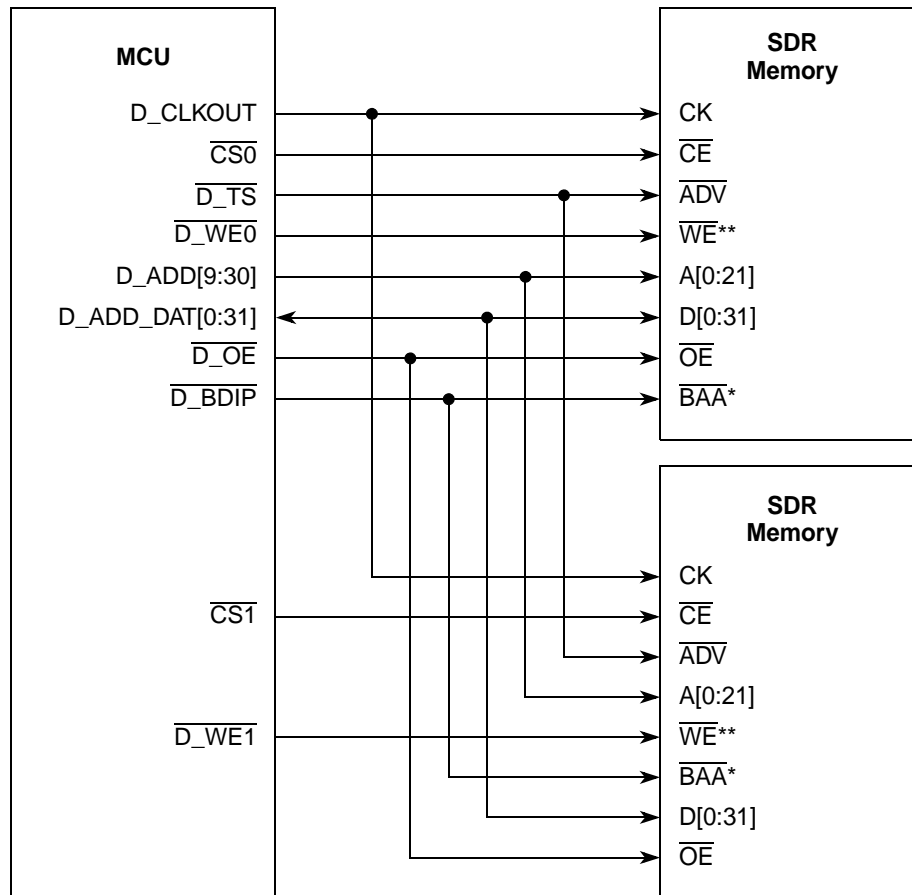 MCU
D_CLKOUT
CS0
D_TS
D_WE0
D_ADD[9:30]
D_ADD_DAT[0:31]
D_OE
D_BDIP
CS1
D_WE1
SDR
Memory
CK
CE
ADV
WE**
A[0:21]
D[0:31]
OE
BAA*
SDR
Memory
CK
CE
ADV
A[0:21]
WE**
BAA*
D[0:31]
OE